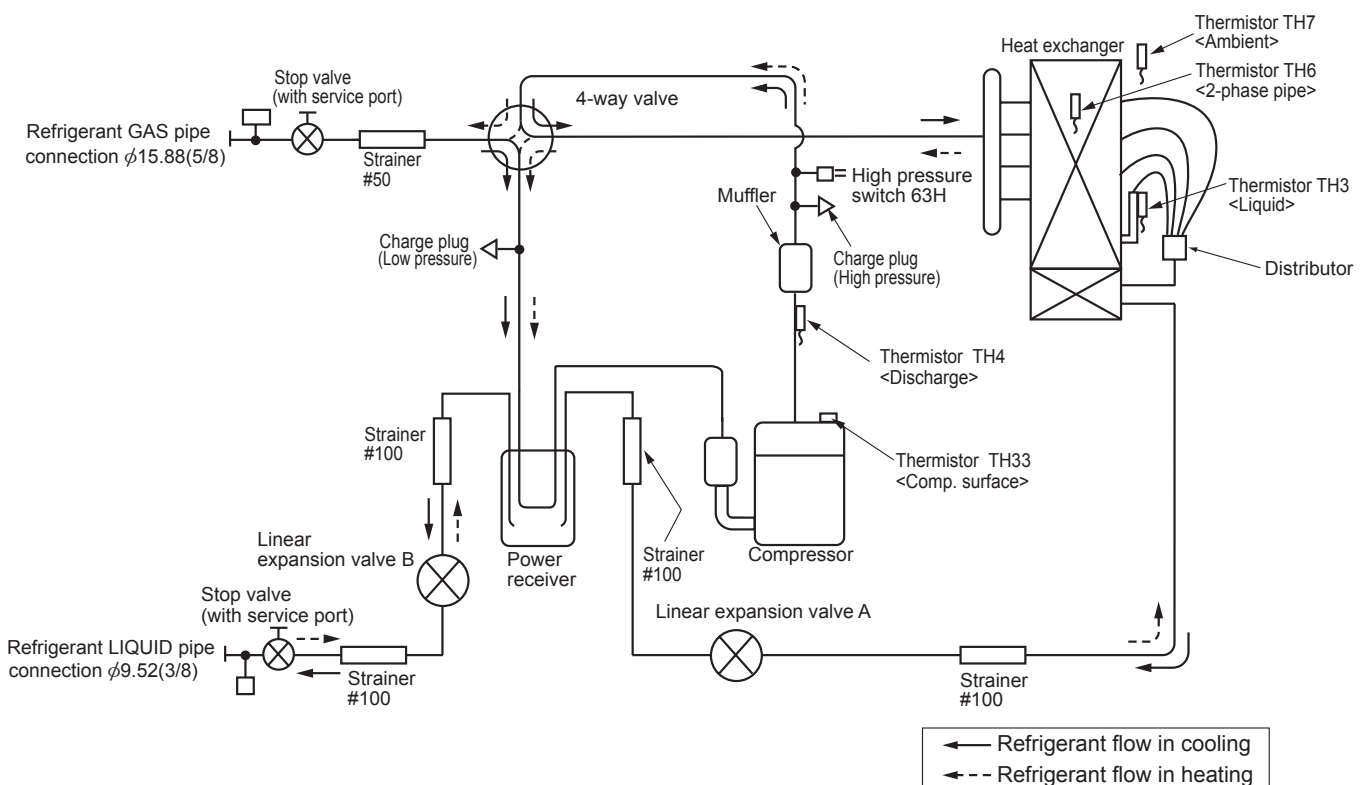 Thermistor TH7
<Ambient>
Heat exchanger
Thermistor TH6
<2-phase pipe>
Stop valve
(with service port)
4-way valve
Refrigerant GAS pipe
connection ϕ15.88(5/8)
Strainer
#50
High pressure
switch 63H
Muffler
Thermistor TH3
<Liquid>
Charge plug
(Low pressure)
Charge plug
(High pressure)
Distributor
Thermistor TH4
<Discharge>
Strainer
#100
Thermistor TH33
<Comp. surface>
Linear
expansion valve B
Power
receiver
Strainer
#100
Compressor
Stop valve
(with service port)
Linear expansion valve A
Refrigerant LIQUID pipe
connection ϕ9.52(3/8)
Strainer
#100
Strainer
#100
Refrigerant flow in cooling
Refrigerant flow in heating